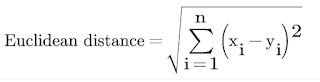 Euclidean distance = √(∑_{i=1}^{n} (x_i − y_i)^2)